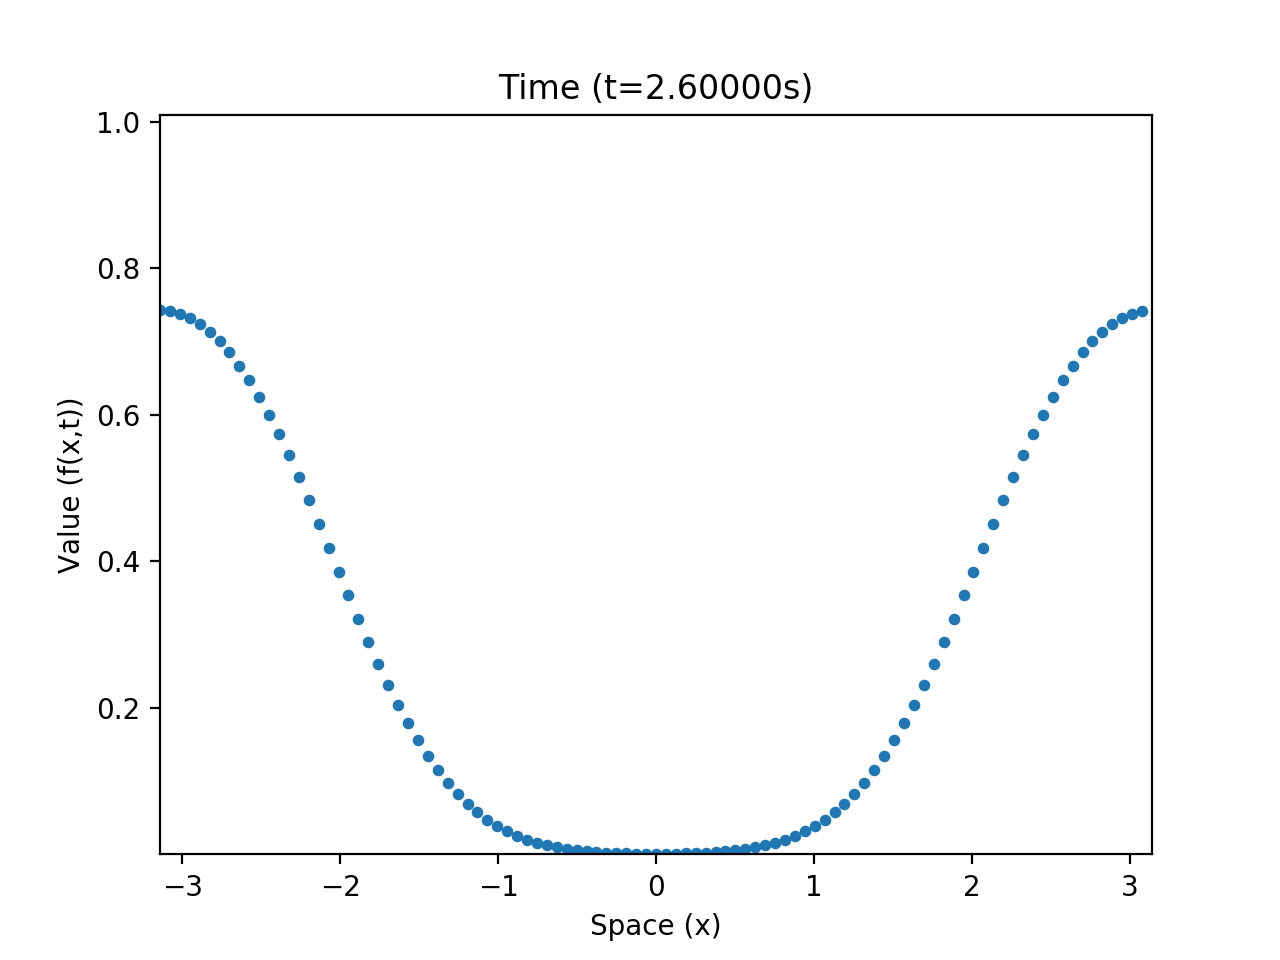 Time (t=2.60000s)
1.0
0.8
0.6
0.4
0.2
Value (f(x,t))
−3 −2 −1 0 1 2 3
Space (x)